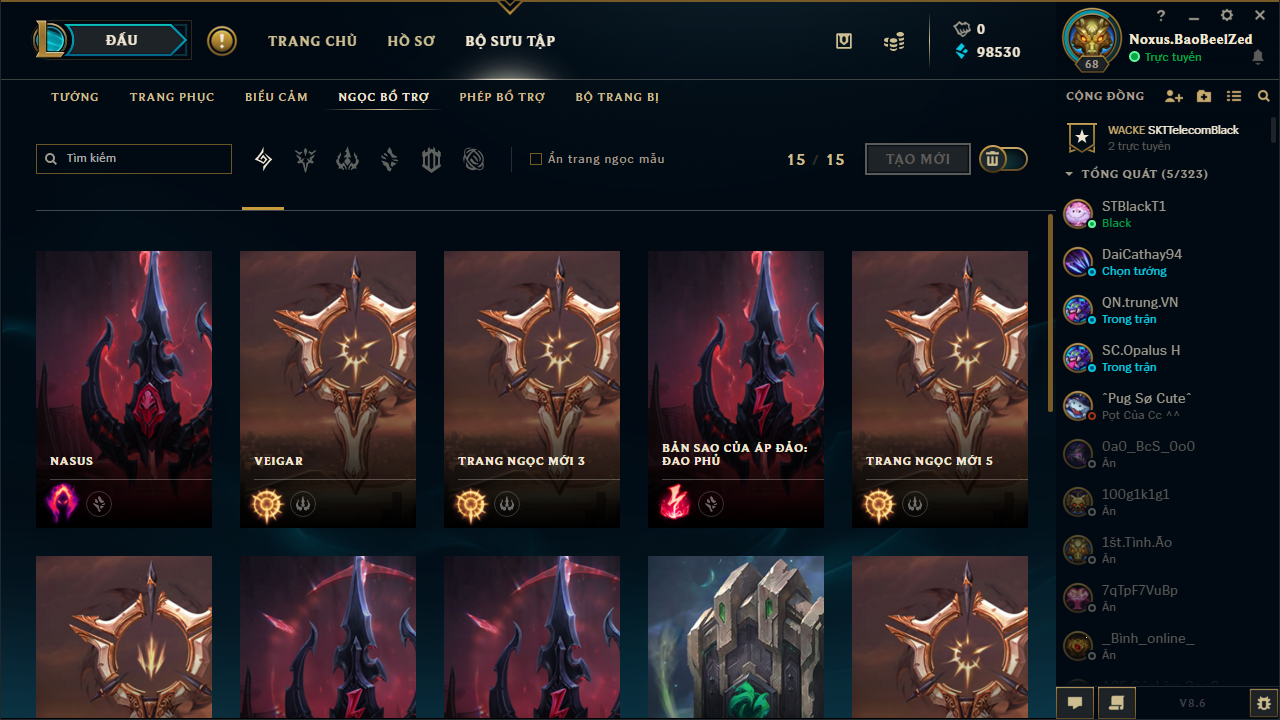 ĐẤU
TRANG CHỦ
HỒ SƠ
BỘ SƯU TẬP
0
98530
68
Noxus.BaoBeelZed
Trực tuyến
TƯỚNG
TRANG PHỤC
BIỂU CẢM
NGỌC BỔ TRỢ
PHÉP BỔ TRỢ
BỘ TRANG BỊ
CỘNG ĐỒNG
Tìm kiếm
Ẩn trang ngọc mẫu
15 / 15
TẠO MỚI
WACKE SKTTelecomBlack
2 trực tuyến
TỔNG QUÁT (5/323)
STBlackT1
Black
DaiCathay94
Chọn tướng
QN.trung.VN
Trong trận
SC.Opalus H
Trong trận
ˆPug Sø Cuteˆ
Pọt Của Cc ^^
0a0_BcS_0o0
Ẩn
100g1k1g1
Ẩn
1št.Tình.Ão
Ẩn
7qTpF7VuBp
Ẩn
_Bình_online_
Ẩn
NASUS
VEIGAR
TRANG NGỌC MỚI 3
BẢN SAO CỦA ÁP ĐẢO:
ĐAO PHỦ
TRANG NGỌC MỚI 5
V8.6